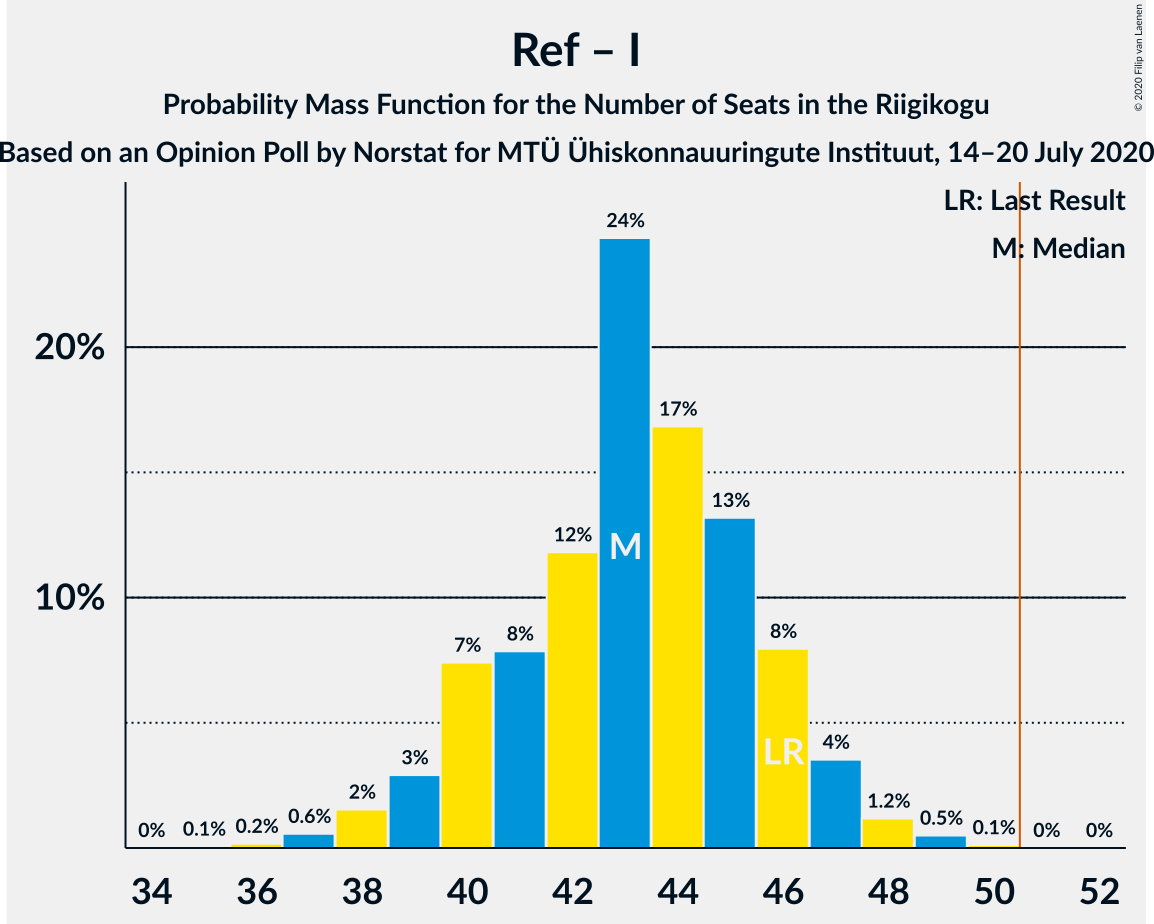 Ref – I
Probability Mass Function for the Number of Seats in the Riigikogu
Based on an Opinion Poll by Norstat for MTÜ Ühiskonnauuringute Instituut, 14–20 July 2020
© 2020 Filip van Laenen
LR: Last Result
M: Median
24%
20%
17%
13%
12%
M
10%
8%
8%
7%
LR
4%
3%
2%
1.2%
0% 0.1% 0.2% 0.6% 0.5% 0.1% 0% 0%
34 36 38 40 42 44 46 48 50 52